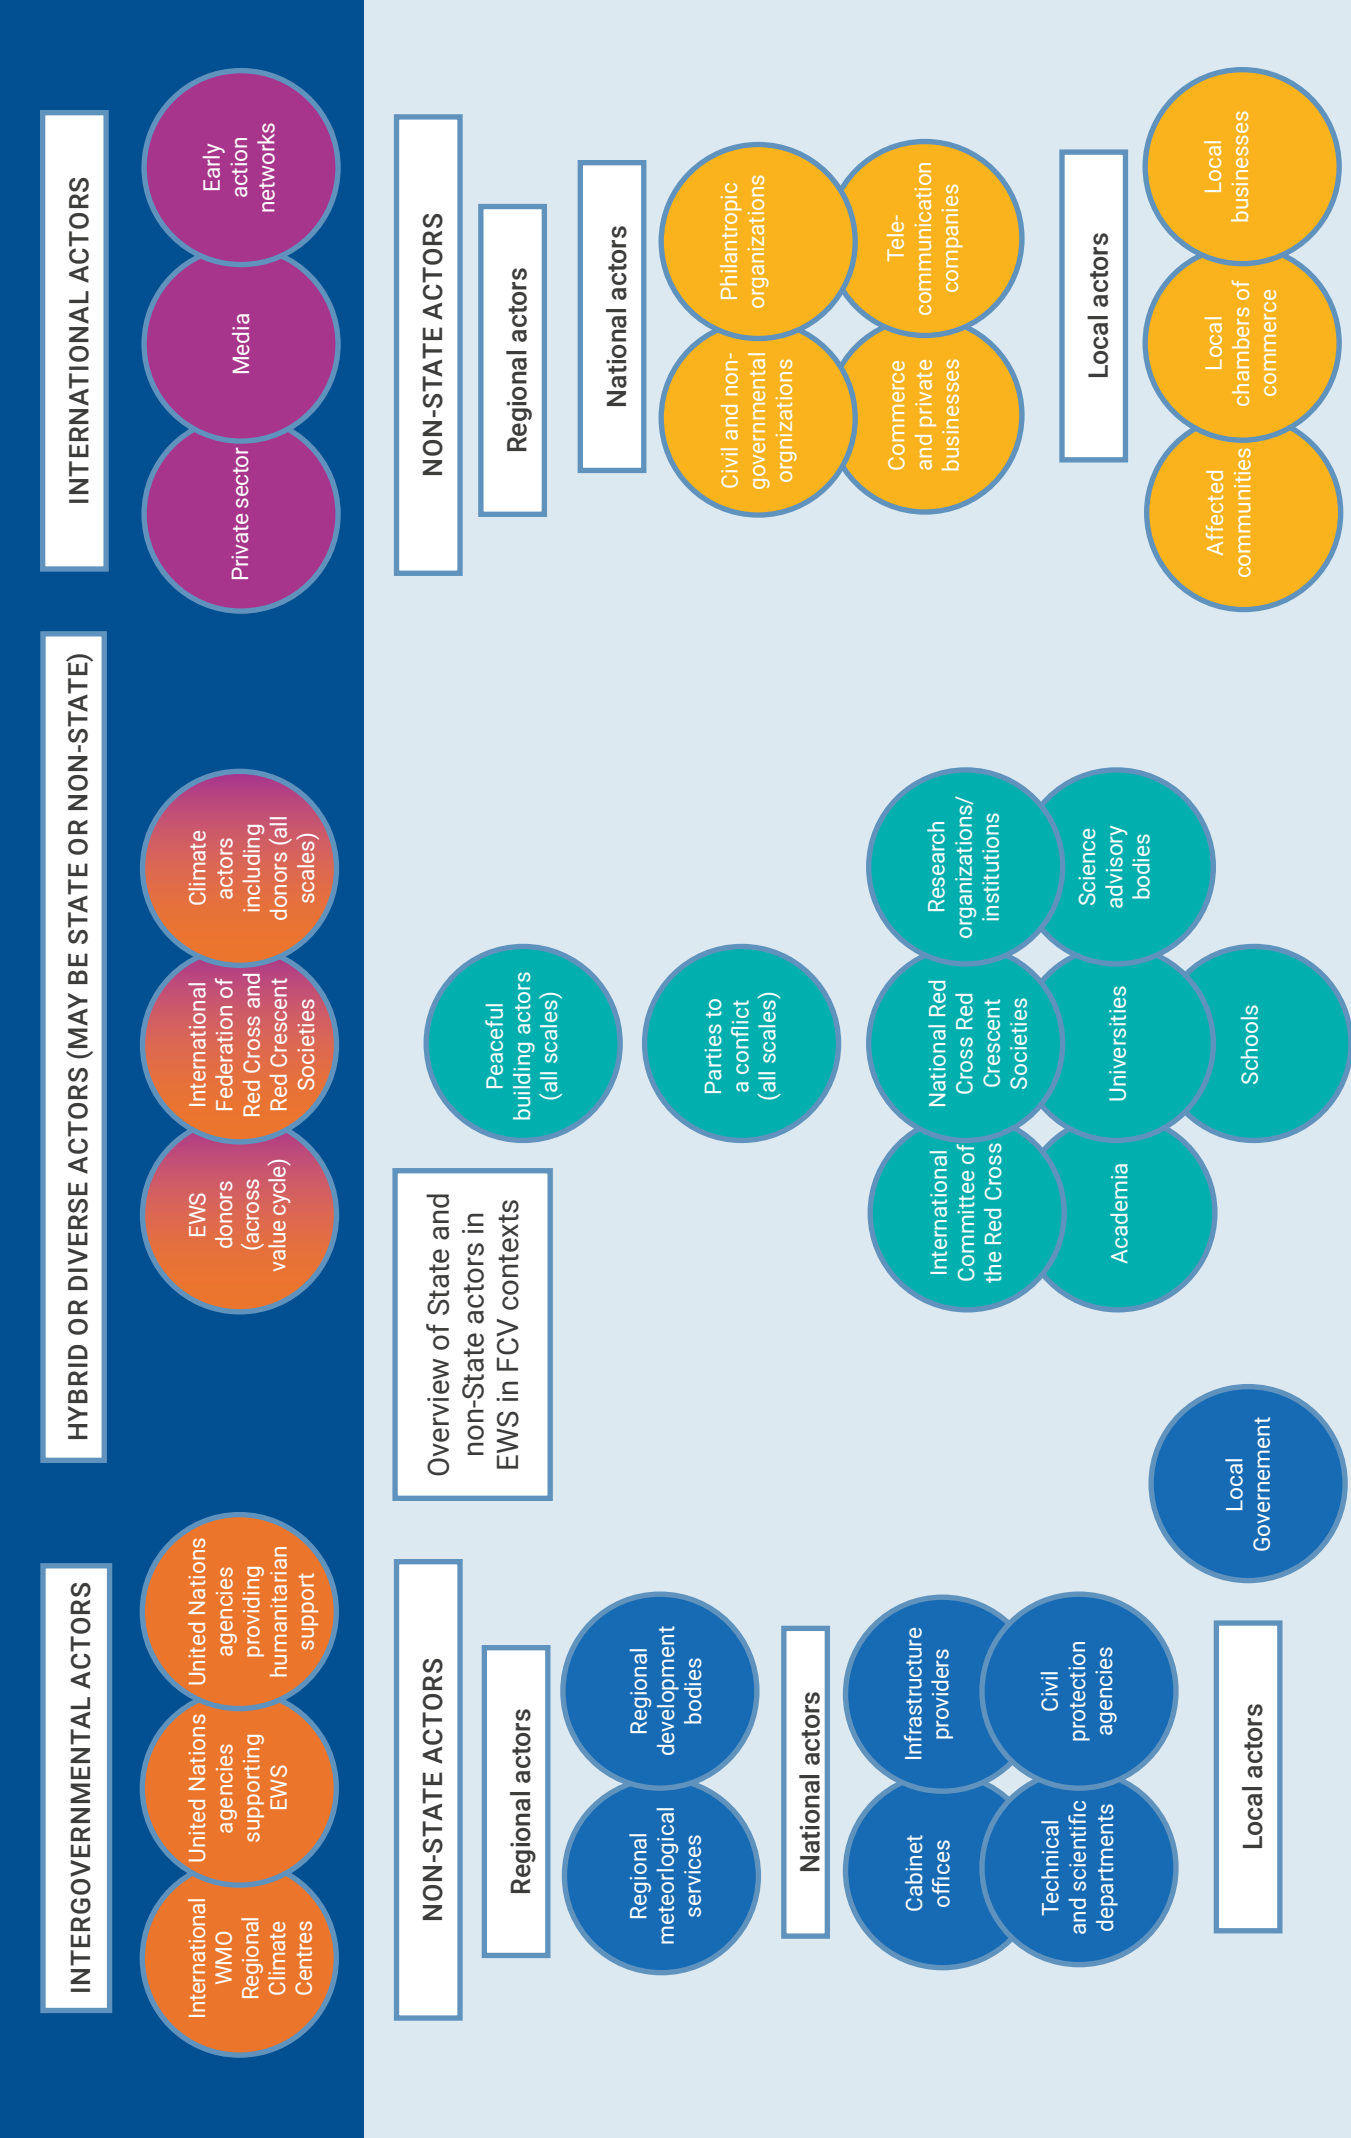 INTERGOVERNMENTAL ACTORS
International
WMO
Regional
Climate
Centres
United Nations
agencies
supporting
EWS
United Nations
agencies
providing
humanitarian
support
HYBRID OR DIVERSE ACTORS (MAY BE STATE OR NON-STATE)
EWS
donors
(across
value cycle)
International
Federation of
Red Cross and
Red Crescent
Societies
Climate
actors
including
donors (all
scales)
INTERNATIONAL ACTORS
Private sector
Media
Early
action
networks
NON-STATE ACTORS
Regional actors
Regional
meteorlogical
services
Regional
development
bodies
National actors
Cabinet
offices
Infrastructure
providers
Technical
and scientific
departments
Civil
protection
agencies
Local actors
Local
Governement
Overview of State and
non-State actors in
EWS in FCV contexts
Peaceful
building actors
(all scales)
Parties to
a conflict
(all scales)
International
Committee of
the Red Cross
National Red
Cross Red
Crescent
Societies
Research
organizations/
institutions
Academia
Universities
Science
advisory
bodies
Schools
NON-STATE ACTORS
Regional actors
National actors
Civil and non-
governmental
orgnizations
Philantropic
organizations
Commerce
and private
businesses
Tele-
communication
companies
Local actors
Affected
communities
Local
chambers of
commerce
Local
businesses